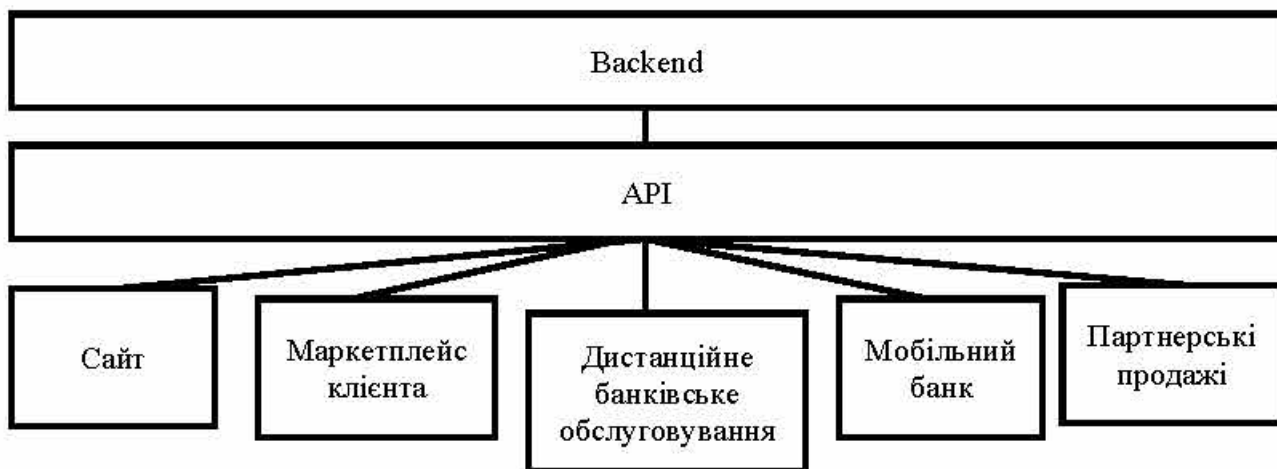 Backend
API
Сайт
Маркетплейс
клієнта
Дистанційне
банківське
обслуговування
Мобільний
банк
Партнерські
продажі